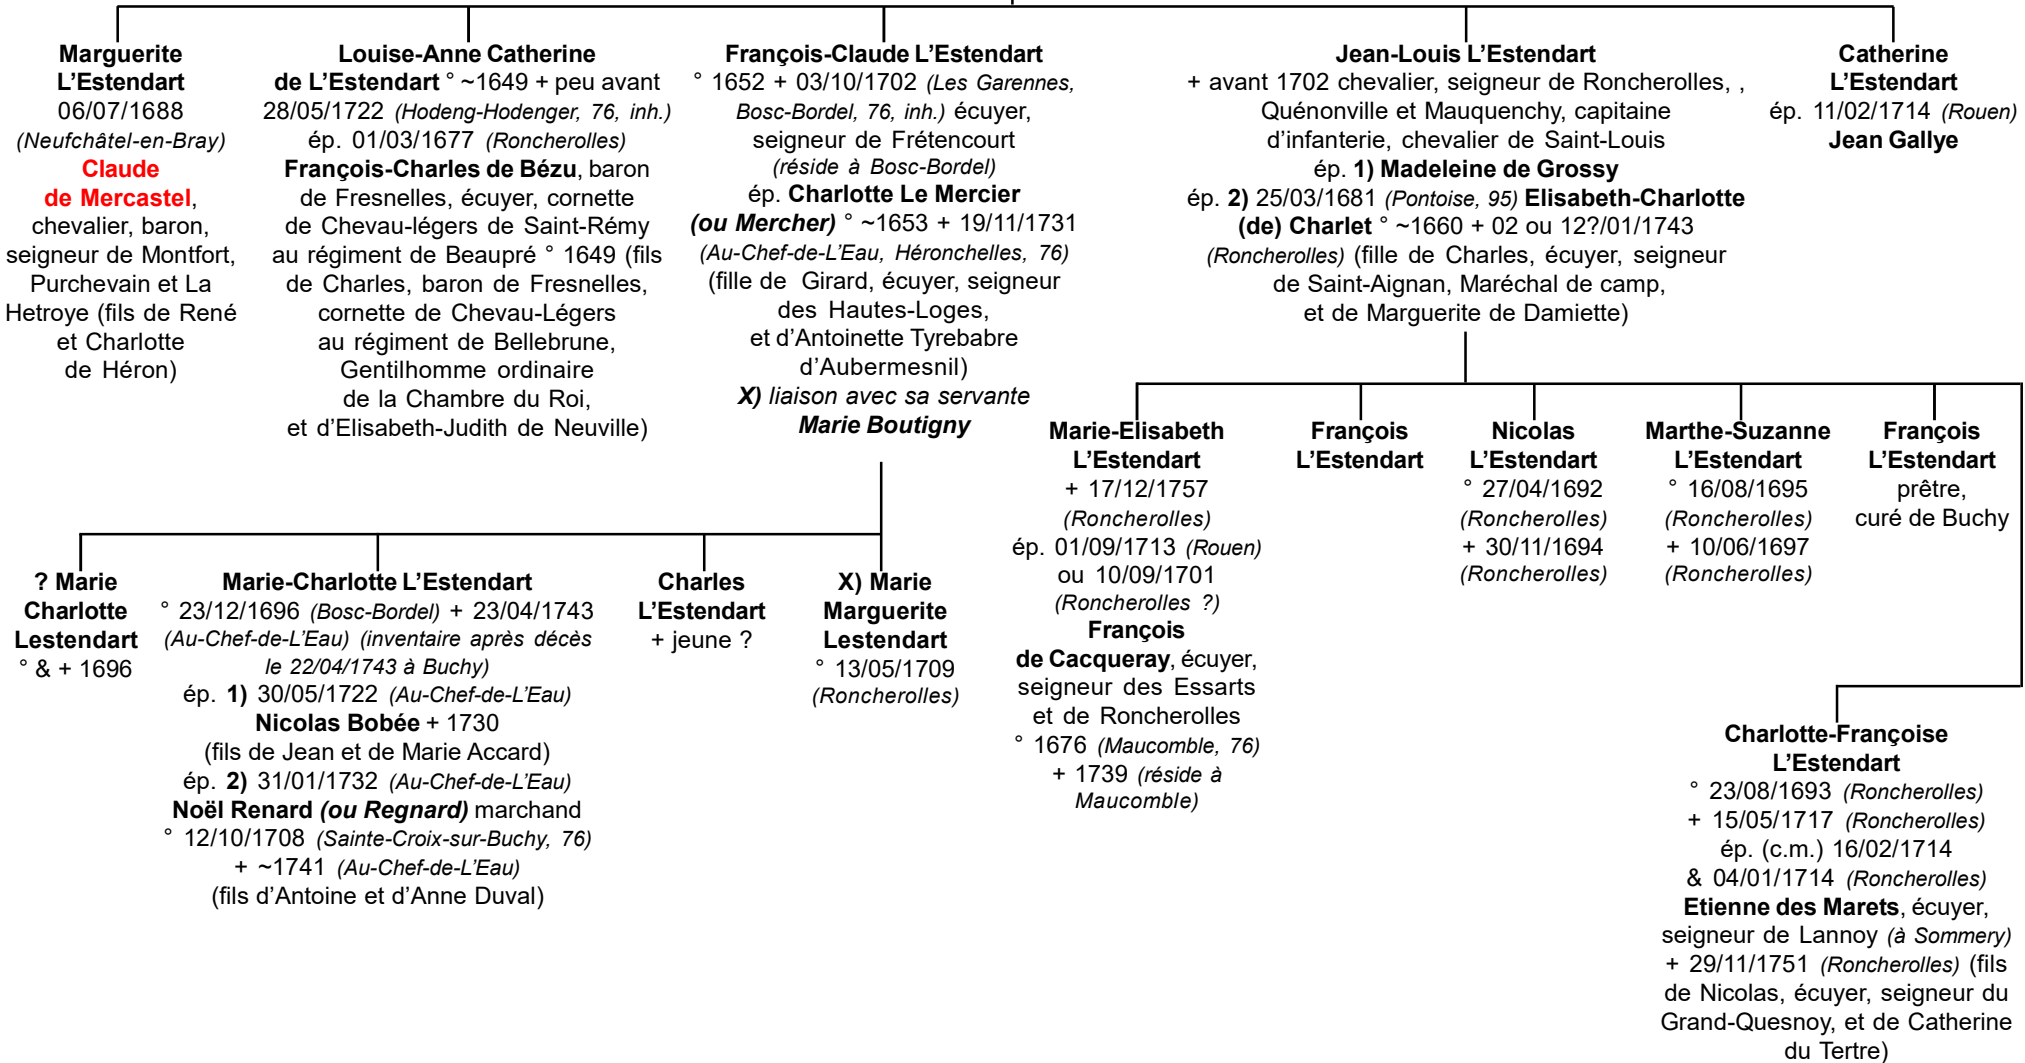 Marguerite
L'Estendart
06/07/1688
(Neufchâtel-en-Bray)
Claude
de Mercastel,
chevalier, baron,
seigneur de Montfort,
Purchevain et La
Hetroye (fils de René
et Charlotte
de Héron)
Louise-Anne Catherine
de L'Estendart ° ~1649 + peu avant
28/05/1722 (Hodeng-Hodenger, 76, inh.)
ép. 01/03/1677 (Roncherolles)
François-Charles de Bézu, baron
de Fresnelles, écuyer, cornette
de Chevau-légers de Saint-Rémy
au régiment de Beaupré ° 1649 (fils
de Charles, baron de Fresnelles,
cornette de Chevau-Légers
au régiment de Bellebrune,
Gentilhomme ordinaire
de la Chambre du Roi,
et d'Elisabeth-Judith de Neuville)
François-Claude L'Estendart
° 1652 + 03/10/1702 (Les Garennes,
Bosc-Bordel, 76, inh.) écuyer,
seigneur de Frétencourt
(réside à Bosc-Bordel)
ép. Charlotte Le Mercier
(ou Mercher) ° ~1653 + 19/11/1731
(Au-Chef-de-L'Eau, Héronchelles, 76)
(fille de Girard, écuyer, seigneur
des Hautes-Loges,
et d'Antoinette Tyrebabre
d'Aubermesnil)
X) liaison avec sa servante
Marie Boutigny
Jean-Louis L'Estendart
+ avant 1702 chevalier, seigneur de Roncherolles, ,
Quénonville et Mauquenchy, capitaine
d'infanterie, chevalier de Saint-Louis
ép. 1) Madeleine de Grossy
ép. 2) 25/03/1681 (Pontoise, 95) Elisabeth-Charlotte
(de) Charlet ° ~1660 + 02 ou 12?/01/1743
(Roncherolles) (fille de Charles, écuyer, seigneur
de Saint-Aignan, Maréchal de camp,
et de Marguerite de Damiette)
Catherine
L'Estendart
ép. 11/02/1714 (Rouen)
Jean Gallye
? Marie
Charlotte
Lestendart
° & + 1696
Marie-Charlotte L'Estendart
° 23/12/1696 (Bosc-Bordel) + 23/04/1743
(Au-Chef-de-L'Eau) (inventaire après décès
le 22/04/1743 à Buchy)
ép. 1) 30/05/1722 (Au-Chef-de-L'Eau)
Nicolas Bobée + 1730
(fils de Jean et de Marie Accard)
ép. 2) 31/01/1732 (Au-Chef-de-L'Eau)
Noël Renard (ou Regnard) marchand
° 12/10/1708 (Sainte-Croix-sur-Buchy, 76)
+ ~1741 (Au-Chef-de-L'Eau)
(fils d'Antoine et d'Anne Duval)
Charles
L'Estendart
+ jeune ?
X) Marie
Marguerite
Lestendart
° 13/05/1709
(Roncherolles)
Marie-Elisabeth
L'Estendart
+ 17/12/1757
(Roncherolles)
ép. 01/09/1713 (Rouen)
ou 10/09/1701
(Roncherolles ?)
François
de Cacqueray, écuyer,
seigneur des Essarts
et de Roncherolles
° 1676 (Maucomble, 76)
+ 1739 (réside à
Maucomble)
François
L'Estendart
Nicolas
L'Estendart
° 27/04/1692
(Roncherolles)
+ 30/11/1694
(Roncherolles)
Marthe-Suzanne
L'Estendart
° 16/08/1695
(Roncherolles)
+ 10/06/1697
(Roncherolles)
François
L'Estendart
prêtre,
curé de Buchy
Charlotte-Françoise
L'Estendart
° 23/08/1693 (Roncherolles)
+ 15/05/1717 (Roncherolles)
ép. (c.m.) 16/02/1714
& 04/01/1714 (Roncherolles)
Etienne des Marets, écuyer,
seigneur de Lannoy (à Sommery)
+ 29/11/1751 (Roncherolles) (fils
de Nicolas, écuyer, seigneur du
Grand-Quesnoy, et de Catherine
du Tertre)